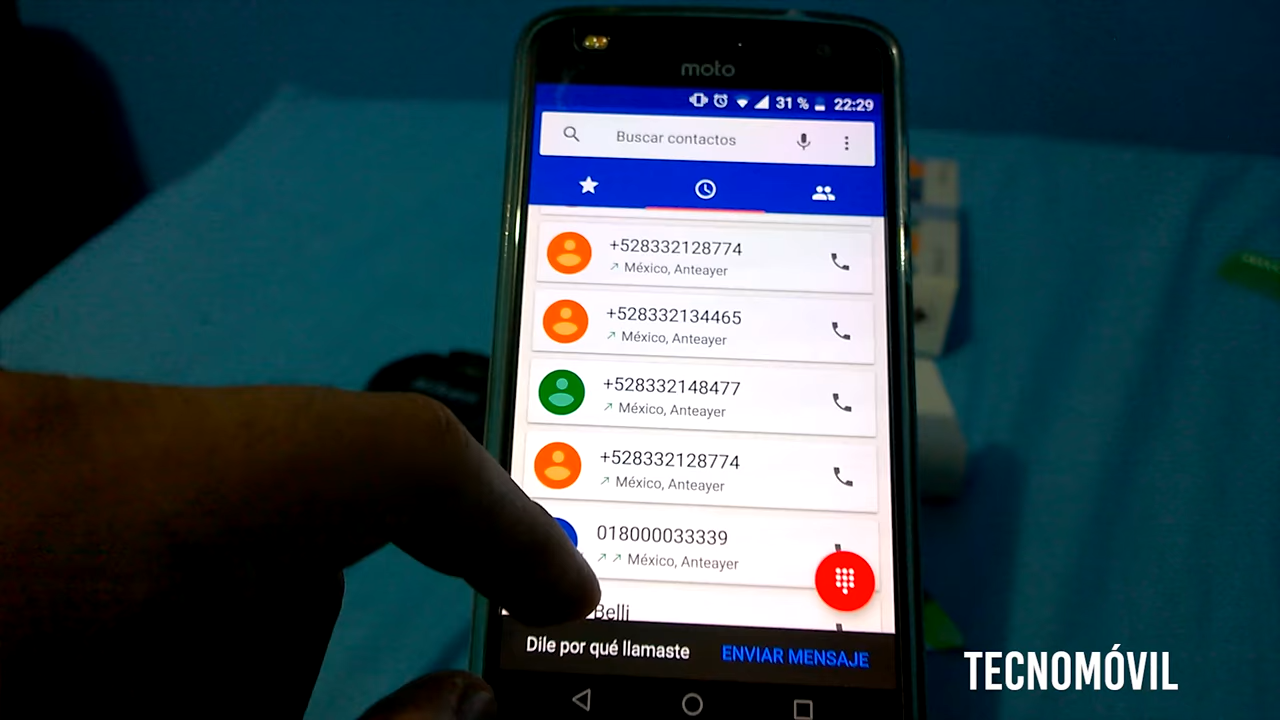 moto
31 % 22:29
Buscar contactos
+528332128774
México, Anteayer
+528332134465
México, Anteayer
+528332148477
México, Anteayer
+528332128774
México, Anteayer
018000033339
México, Anteayer
Belli
Dile por qué llamaste ENVIAR MENSAJE
TECNOMÓVIL